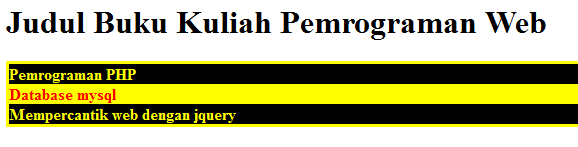 Judul Buku Kuliah Pemrograman Web
Pemrograman PHP
Database mysql
Mempercantik web dengan jquery